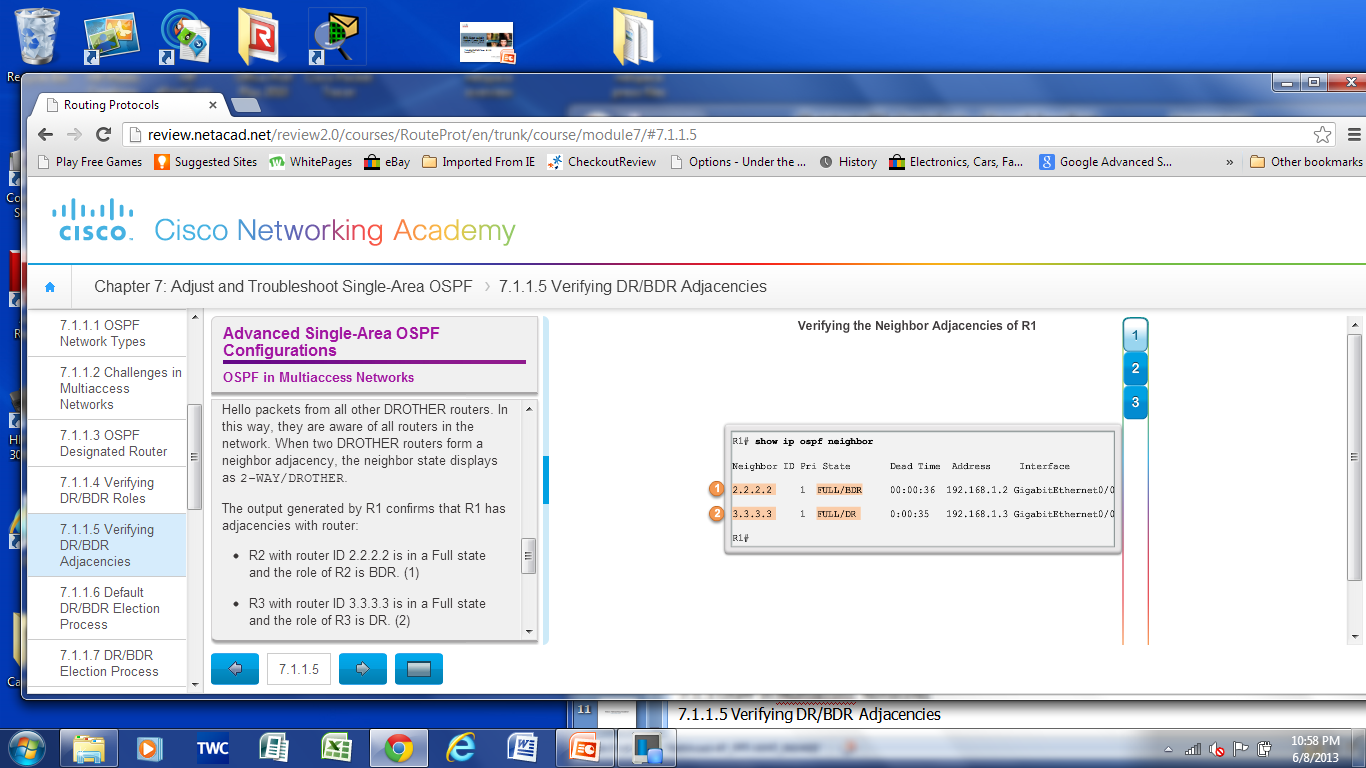 Routing Protocols
review.netacad.net/review2.0/courses/RouteProt/en/trunk/course/module7/#7.1.1.5
Play Free Games
Suggested Sites
WhitePages
eBay
Imported From IE
CheckoutReview
Options - Under the ...
History
Electronics, Cars, Fa...
Google Advanced S...
»
Other bookmarks
CISCO
Cisco Networking Academy
Chapter 7: Adjust and Troubleshoot Single-Area OSPF
7.1.1.5 Verifying DR/BDR Adjacencies
7.1.1.1 OSPF
Network Types
7.1.1.2 Challenges in
Multiaccess
Networks
7.1.1.3 OSPF
Designated Router
7.1.1.4 Verifying
DR/BDR Roles
7.1.1.5 Verifying
DR/BDR
Adjacencies
7.1.1.6 Default
DR/BDR Election
Process
7.1.1.7 DR/BDR
Election Process
Advanced Single-Area OSPF
Configurations
OSPF in Multiaccess Networks
Hello packets from all other DROTHER routers. In
this way, they are aware of all routers in the
network. When two DROTHER routers form a
neighbor adjacency, the neighbor state displays
as 2-WAY/DROTHER.
The output generated by R1 confirms that R1 has
adjacencies with router:
• R2 with router ID 2.2.2.2 is in a Full state
and the role of R2 is BDR. (1)
• R3 with router ID 3.3.3.3 is in a Full state
and the role of R3 is DR. (2)
7.1.1.5
Verifying the Neighbor Adjacencies of R1
1
2
3
R1# show ip ospf neighbor
Neighbor ID Pri State Dead Time Address Interface
1 2.2.2.2 1 FULL/BDR 00:00:36 192.168.1.2 GigabitEthernet0/0
2 3.3.3.3 1 FULL/DR 0:00:35 192.168.1.3 GigabitEthernet0/0
R1#
11
7.1.1.5 Verifying DR/BDR Adjacencies
TWC
10:58 PM
6/8/2013